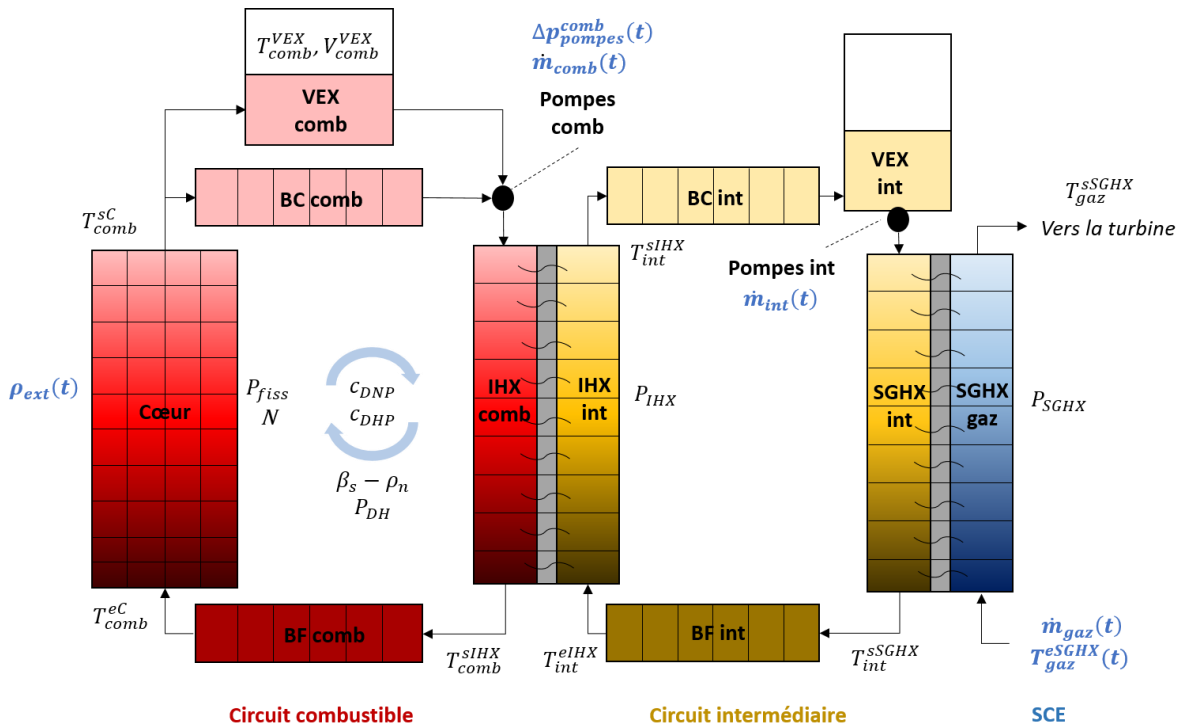 T_comb^VEX, V_comb^VEX
VEX
comb
Δp_pompes^comb(t)
ṁ_comb(t)
Pompes
comb
BC comb
T_comb^sC
BC int
VEX
int
T_gaz^sSGHX
Vers la turbine
T_int^sIHX
Pompes int
ṁ_int(t)
ρ_ext(t)
Cœur
P_fiss
N
c_DNP
c_DHP
β_s − ρ_n
P_DH
IHX
comb
IHX
int
P_IHX
SGHX
int
SGHX
gaz
P_SGHX
T_comb^eC
BF comb
T_comb^sIHX
T_int^eIHX
BF int
T_int^sSGHX
ṁ_gaz(t)
T_gaz^eSGHX(t)
Circuit combustible
Circuit intermédiaire
SCE